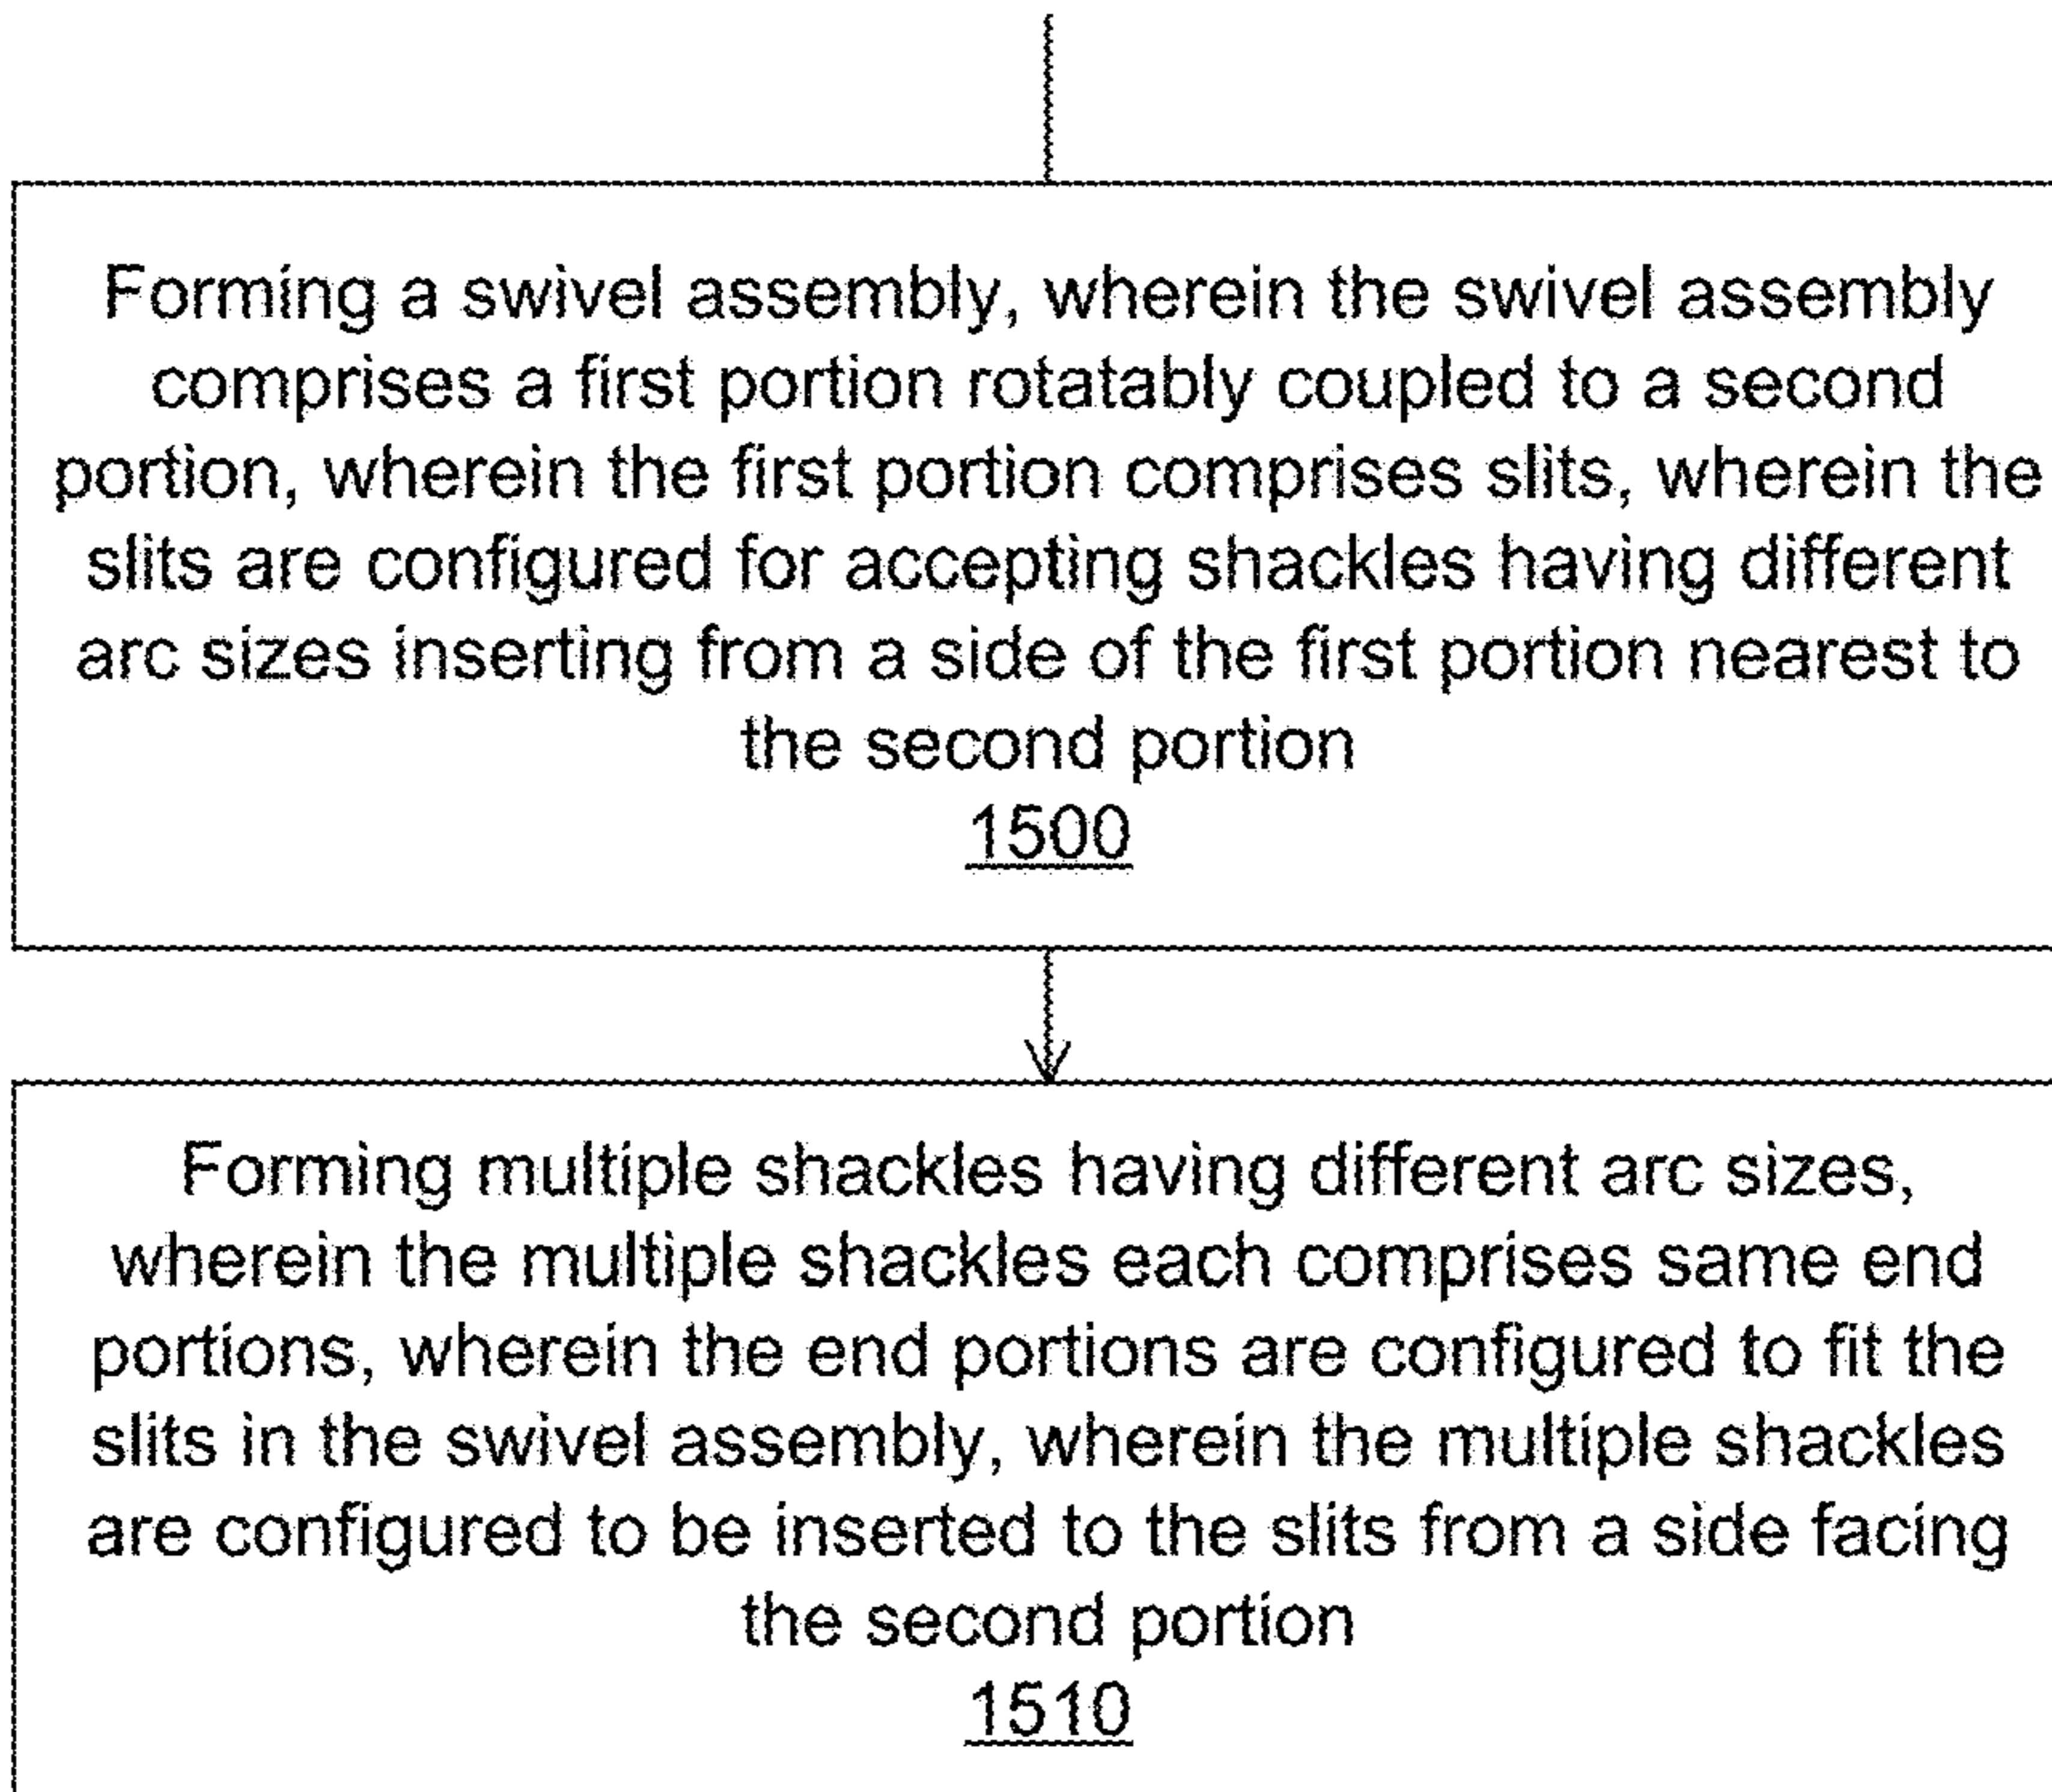 Forming a swivel assembly, wherein the swivel assembly
comprises a first portion rotatably coupled to a second
portion, wherein the first portion comprises slits, wherein the
slits are configured for accepting shackles having different
arc sizes inserting from a side of the first portion nearest to
the second portion
1500
Forming multiple shackles having different arc sizes,
wherein the multiple shackles each comprises same end
portions, wherein the end portions are configured to fit the
slits in the swivel assembly, wherein the multiple shackles
are configured to be inserted to the slits from a side facing
the second portion
1510